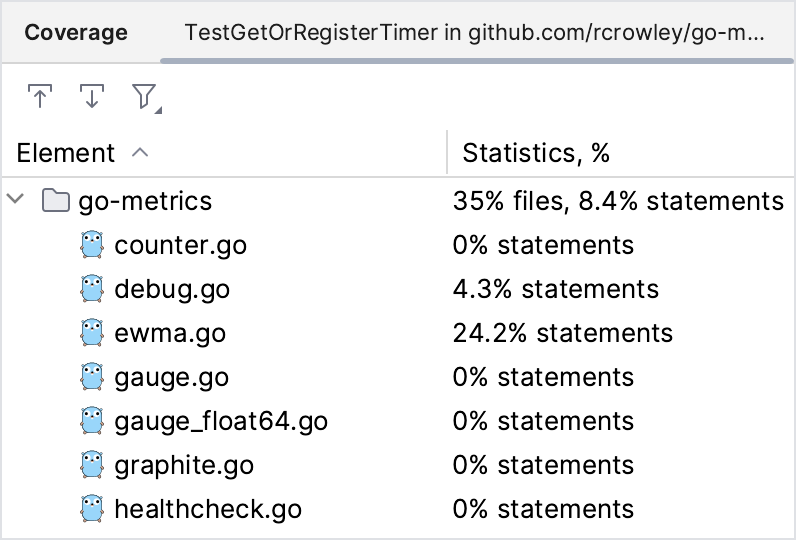 Coverage TestGetOrRegisterTimer in github.com/rcrowley/go-m...
Element Statistics, %
go-metrics 35% files, 8.4% statements
counter.go 0% statements
debug.go 4.3% statements
ewma.go 24.2% statements
gauge.go 0% statements
gauge_float64.go 0% statements
graphite.go 0% statements
healthcheck.go 0% statements